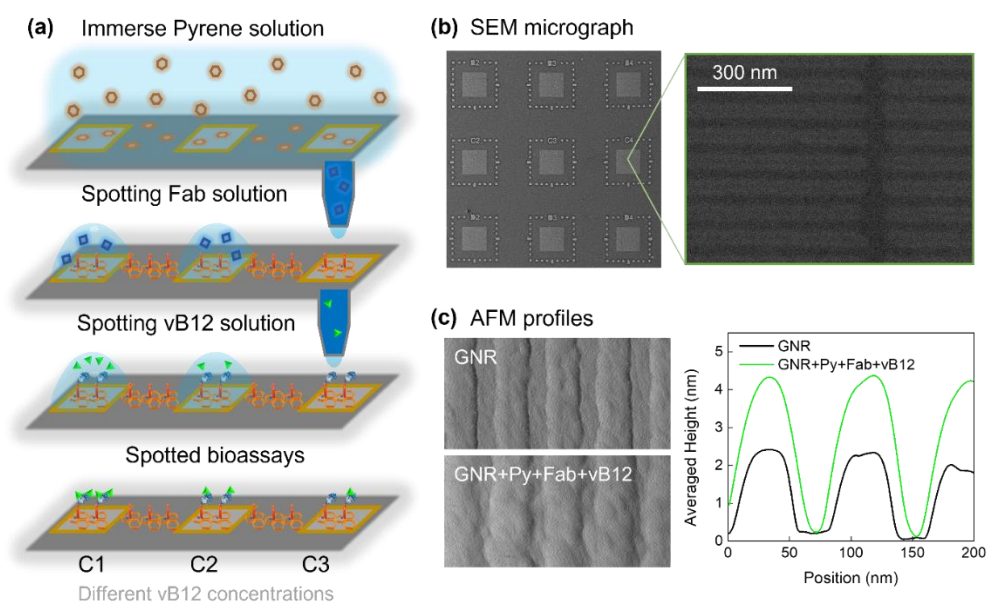 (a) Immerse Pyrene solution
Spotting Fab solution
Spotting vB12 solution
Spotted bioassays
C1 C2 C3
Different vB12 concentrations
(b) SEM micrograph
B2 B3 B4
C2 C3 C4
B2 B3 B4
300 nm
(c) AFM profiles
GNR
GNR+Py+Fab+vB12
GNR
GNR+Py+Fab+vB12
Averaged Height (nm)
5
4
3
2
1
0
0 50 100 150 200
Position (nm)